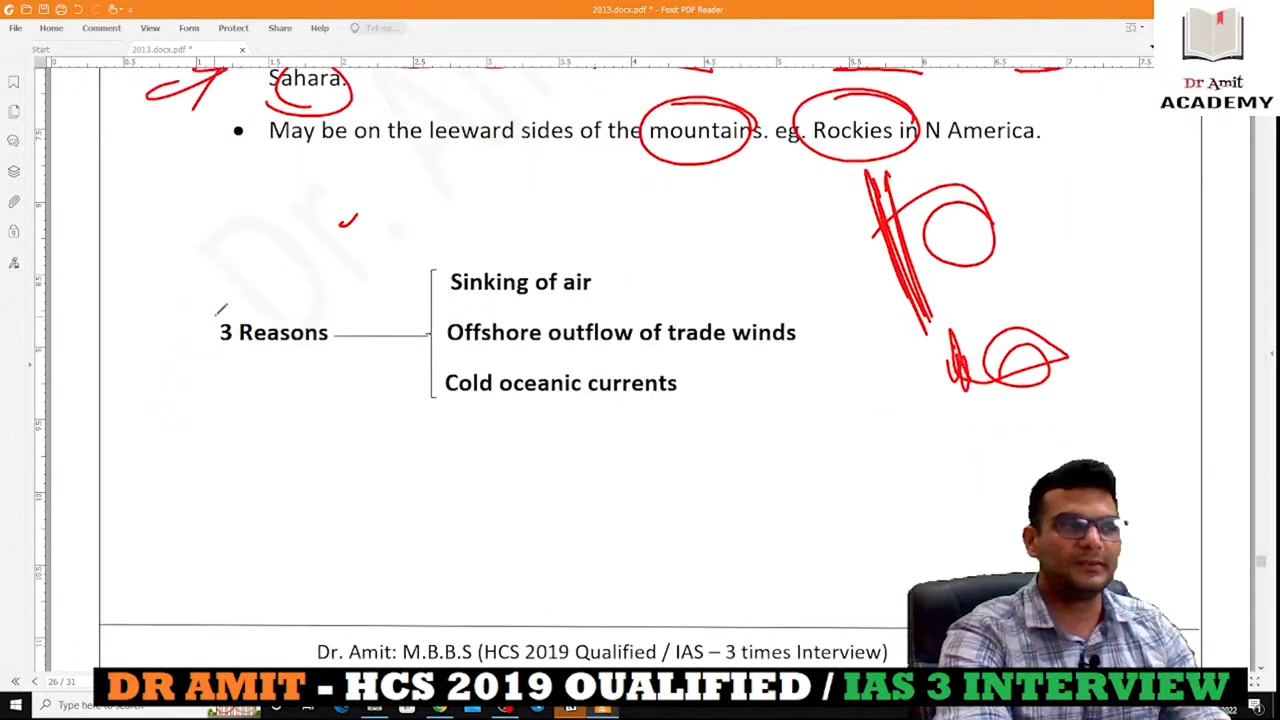 2013.docx.pdf * - Foxit PDF Reader
File Home Comment View Form Protect Share Help Tell me...
Start 2013.docx.pdf *
Dr Amit
ACADEMY
Sahara.
• May be on the leeward sides of the mountains. eg. Rockies in N America.
Sinking of air
3 Reasons
Offshore outflow of trade winds
Cold oceanic currents
Dr. Amit: M.B.B.S (HCS 2019 Qualified / IAS – 3 times Interview)
26 / 31
DR AMIT - HCS 2019 QUALIFIED / IAS 3 INTERVIEW
Type here to search
2022